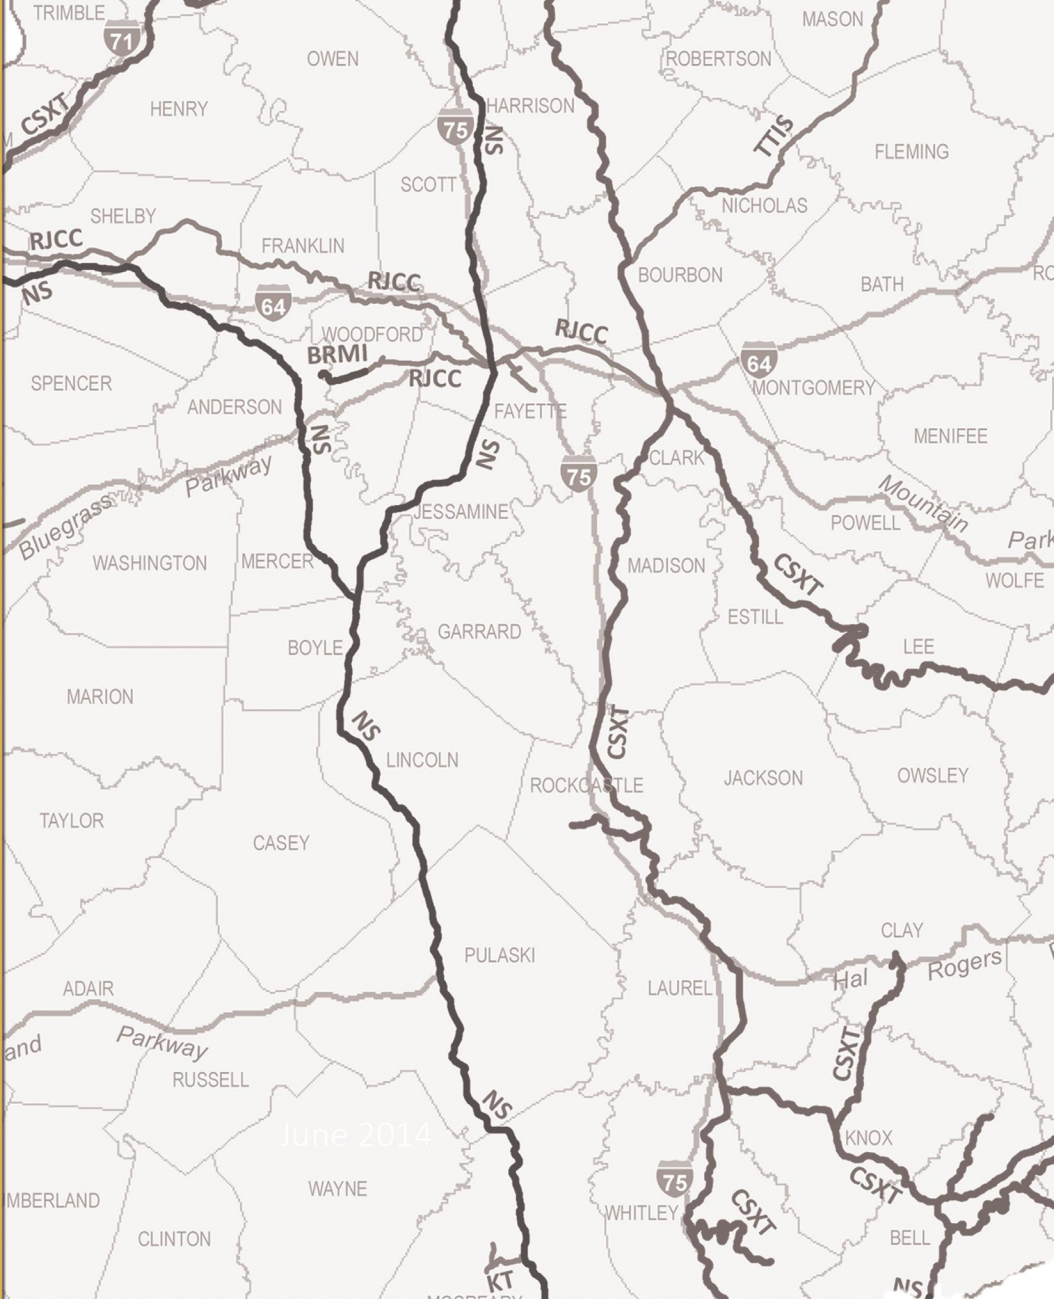 TRIMBLE
MASON
71
OWEN
ROBERTSON
CSXT
HENRY
HARRISON
75
NS
TTIS
FLEMING
SCOTT
SHELBY
NICHOLAS
RJCC
FRANKLIN
BOURBON
RJCC
BATH
NS
64
WOODFORD
RJCC
BRMI
64
RJCC
SPENCER
MONTGOMERY
ANDERSON
FAYETTE
NS
MENIFEE
NS
CLARK
Parkway
75
Mountain
JESSAMINE
Bluegrass
POWELL
Park
WASHINGTON
MERCER
MADISON
CSXT
WOLFE
ESTILL
GARRARD
BOYLE
LEE
MARION
NS
CSXT
LINCOLN
ROCKCASTLE
JACKSON
OWSLEY
TAYLOR
CASEY
CLAY
PULASKI
Rogers
Hal
ADAIR
LAUREL
Parkway
and
CSXT
RUSSELL
NS
June 2014
KNOX
75
CSXT
WAYNE
MBERLAND
WHITLEY
CSXT
CLINTON
BELL
KT
NS